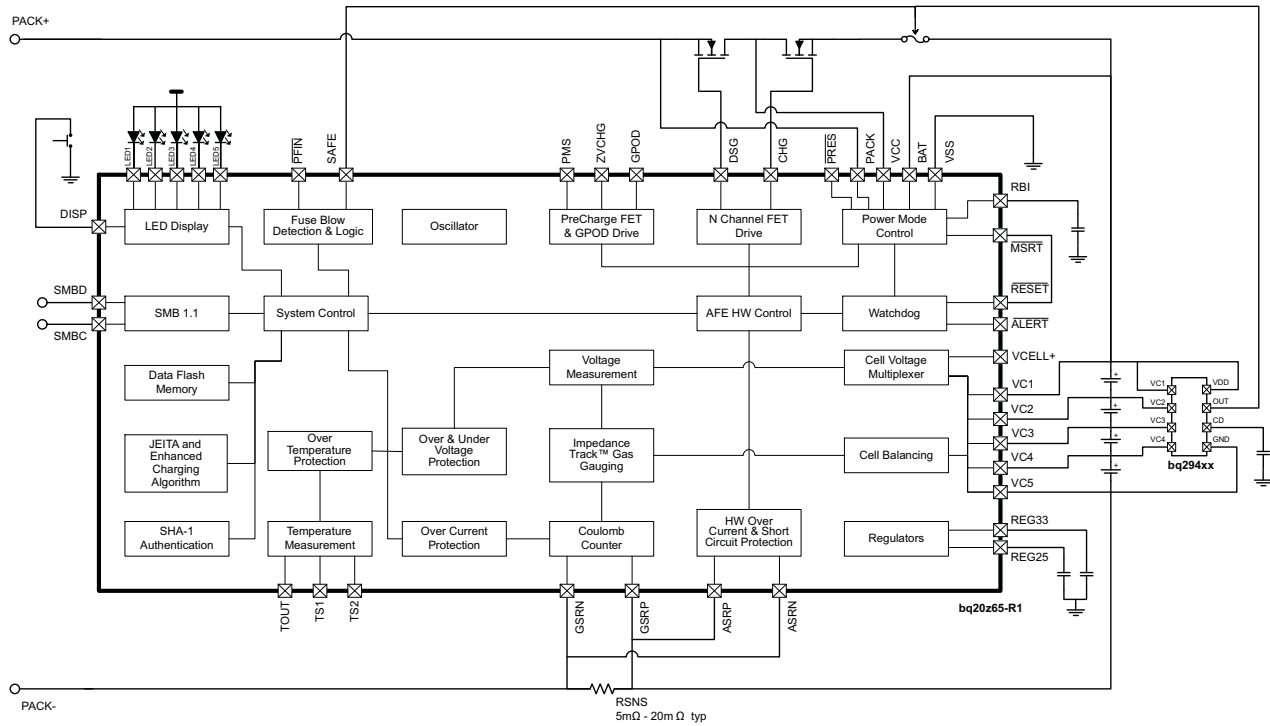 PACK+
LED1
LED2
LED3
LED4
LED5
PFIN
SAFE
PMS
ZVCHG
GPOD
DSG
CHG
PRES
PACK
VCC
BAT
VSS
DISP
LED Display
Fuse Blow
Detection & Logic
Oscillator
PreCharge FET
& GPOD Drive
N Channel FET
Drive
Power Mode
Control
RBI
MSRT
SMBD
SMBC
SMB 1.1
System Control
AFE HW Control
Watchdog
RESET
ALERT
Data Flash
Memory
Voltage
Measurement
Cell Voltage
Multiplexer
VCELL+
VC1
VC2
VC3
VC4
VC5
+
+
+
+
VC1
VC2
VC3
VC4
VDD
OUT
CD
GND
bq294xx
JEITA and
Enhanced
Charging
Algorithm
Over
Temperature
Protection
Over & Under
Voltage
Protection
Impedance
Track™ Gas
Gauging
Cell Balancing
SHA-1
Authentication
Temperature
Measurement
Over Current
Protection
Coulomb
Counter
HW Over
Current & Short
Circuit Protection
Regulators
REG33
REG25
TOUT
TS1
TS2
GSRN
GSRP
ASRP
ASRN
bq20z65-R1
PACK-
RSNS
5mΩ - 20m Ω typ